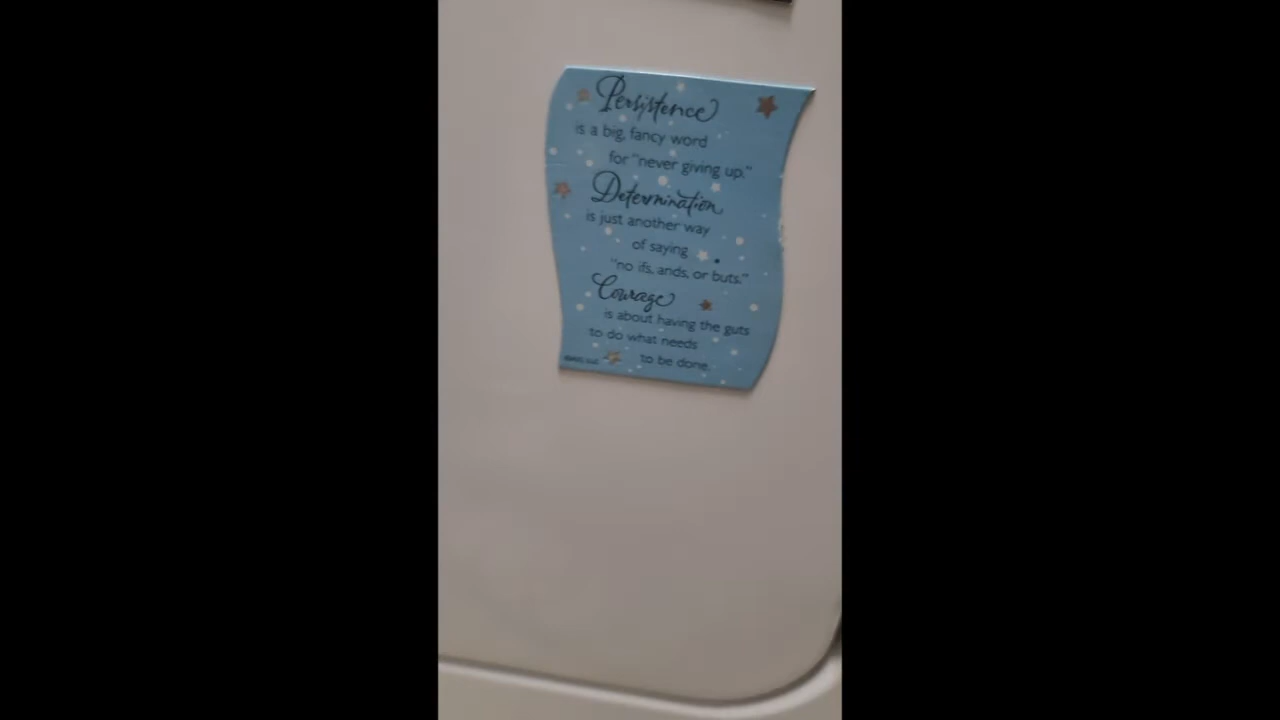 Persistence
is a big, fancy word
for "never giving up."
Determination
is just another way
of saying
"no ifs, ands, or buts."
Courage
is about having the guts
to do what needs
to be done.